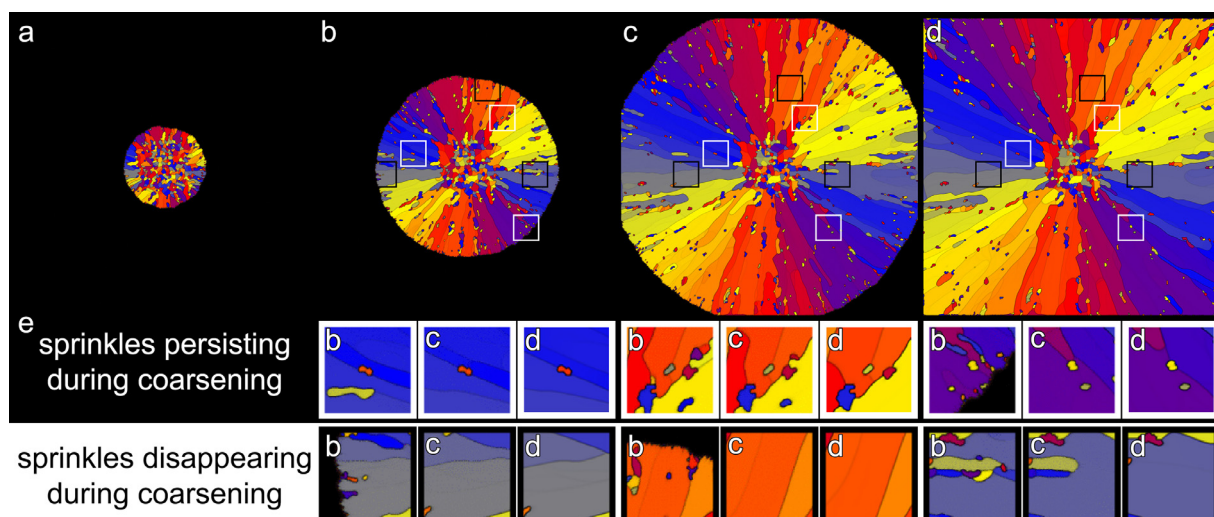 a
b
c
d
e
sprinkles persisting
during coarsening
b
c
d
b
c
d
b
c
d
sprinkles disappearing
during coarsening
b
c
d
b
c
d
b
c
d